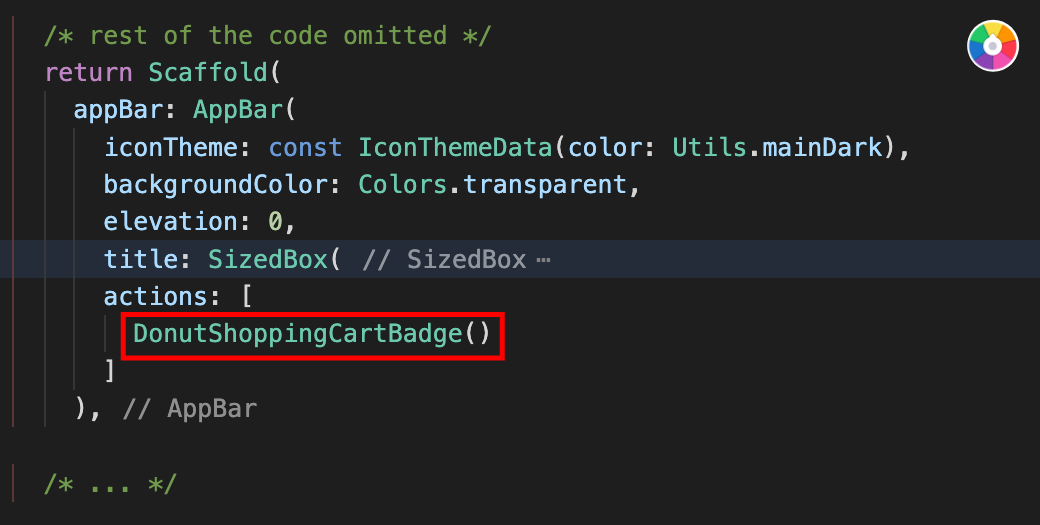 /* rest of the code omitted */
return Scaffold(
appBar: AppBar(
iconTheme: const IconThemeData(color: Utils.mainDark),
backgroundColor: Colors.transparent,
elevation: 0,
title: SizedBox( // SizedBox ⋯
actions: [
DonutShoppingCartBadge()
]
), // AppBar
/* ... */